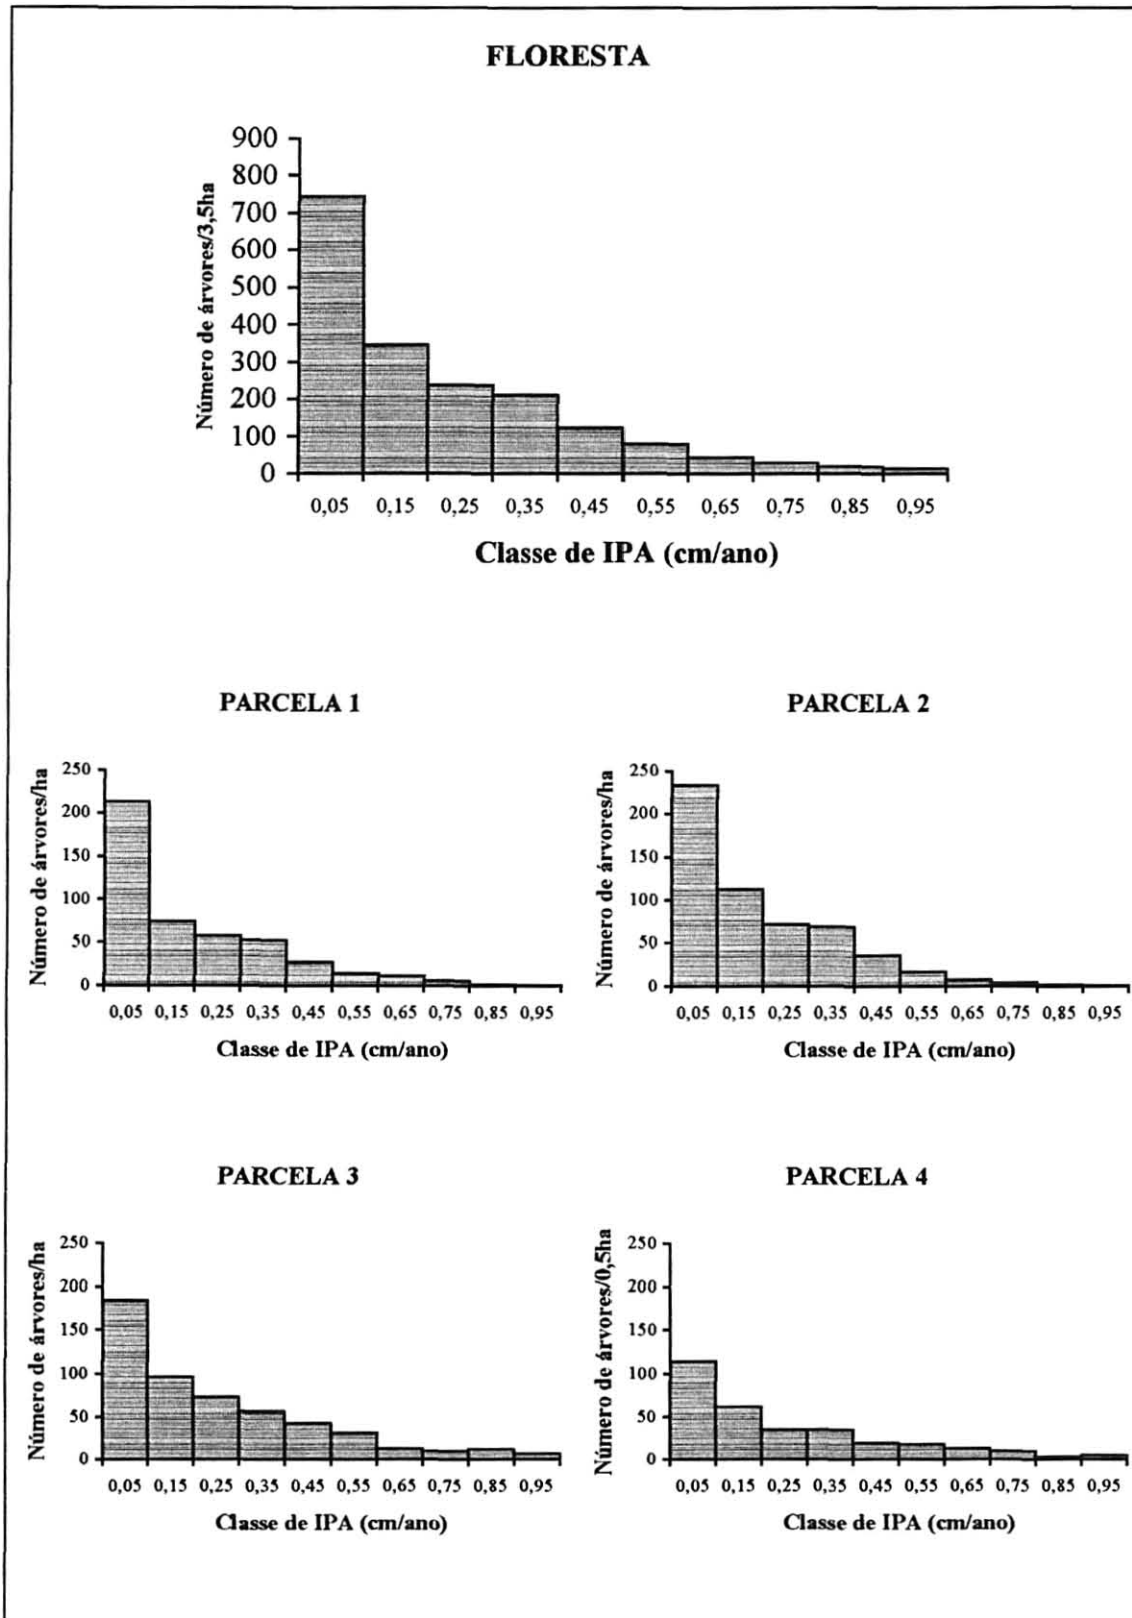 FLORESTA
Número de árvores/3,5ha
900
800
700
600
500
400
300
200
100
0
0,05 0,15 0,25 0,35 0,45 0,55 0,65 0,75 0,85 0,95
Classe de IPA (cm/ano)
PARCELA 1
Número de árvores/ha
250
200
150
100
50
0
0,05 0,15 0,25 0,35 0,45 0,55 0,65 0,75 0,85 0,95
Classe de IPA (cm/ano)
PARCELA 2
Número de árvores/ha
250
200
150
100
50
0
0,05 0,15 0,25 0,35 0,45 0,55 0,65 0,75 0,85 0,95
Classe de IPA (cm/ano)
PARCELA 3
Número de árvores/ha
250
200
150
100
50
0
0,05 0,15 0,25 0,35 0,45 0,55 0,65 0,75 0,85 0,95
Classe de IPA (cm/ano)
PARCELA 4
Número de árvores/0,5ha
250
200
150
100
50
0
0,05 0,15 0,25 0,35 0,45 0,55 0,65 0,75 0,85 0,95
Classe de IPA (cm/ano)